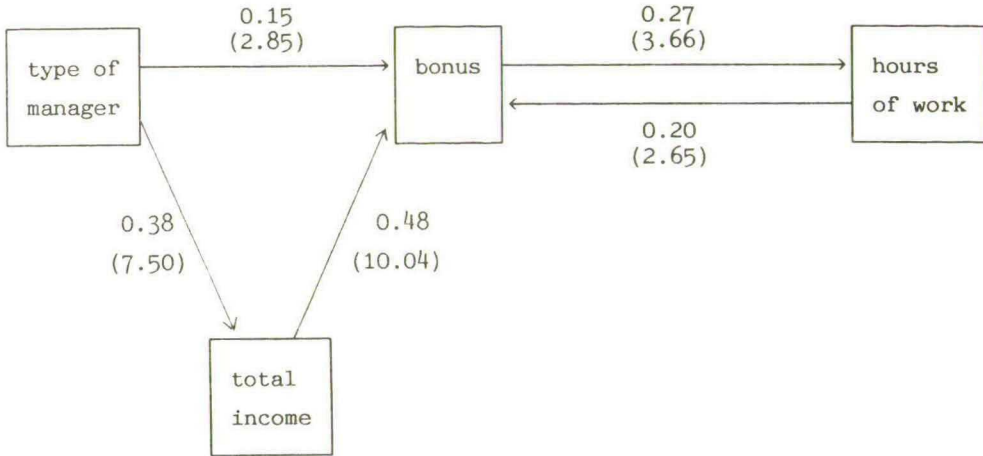 0.15
(2.85)
0.27
(3.66)
type of
manager
bonus
hours
of work
0.20
(2.65)
0.38
(7.50)
0.48
(10.04)
total
income